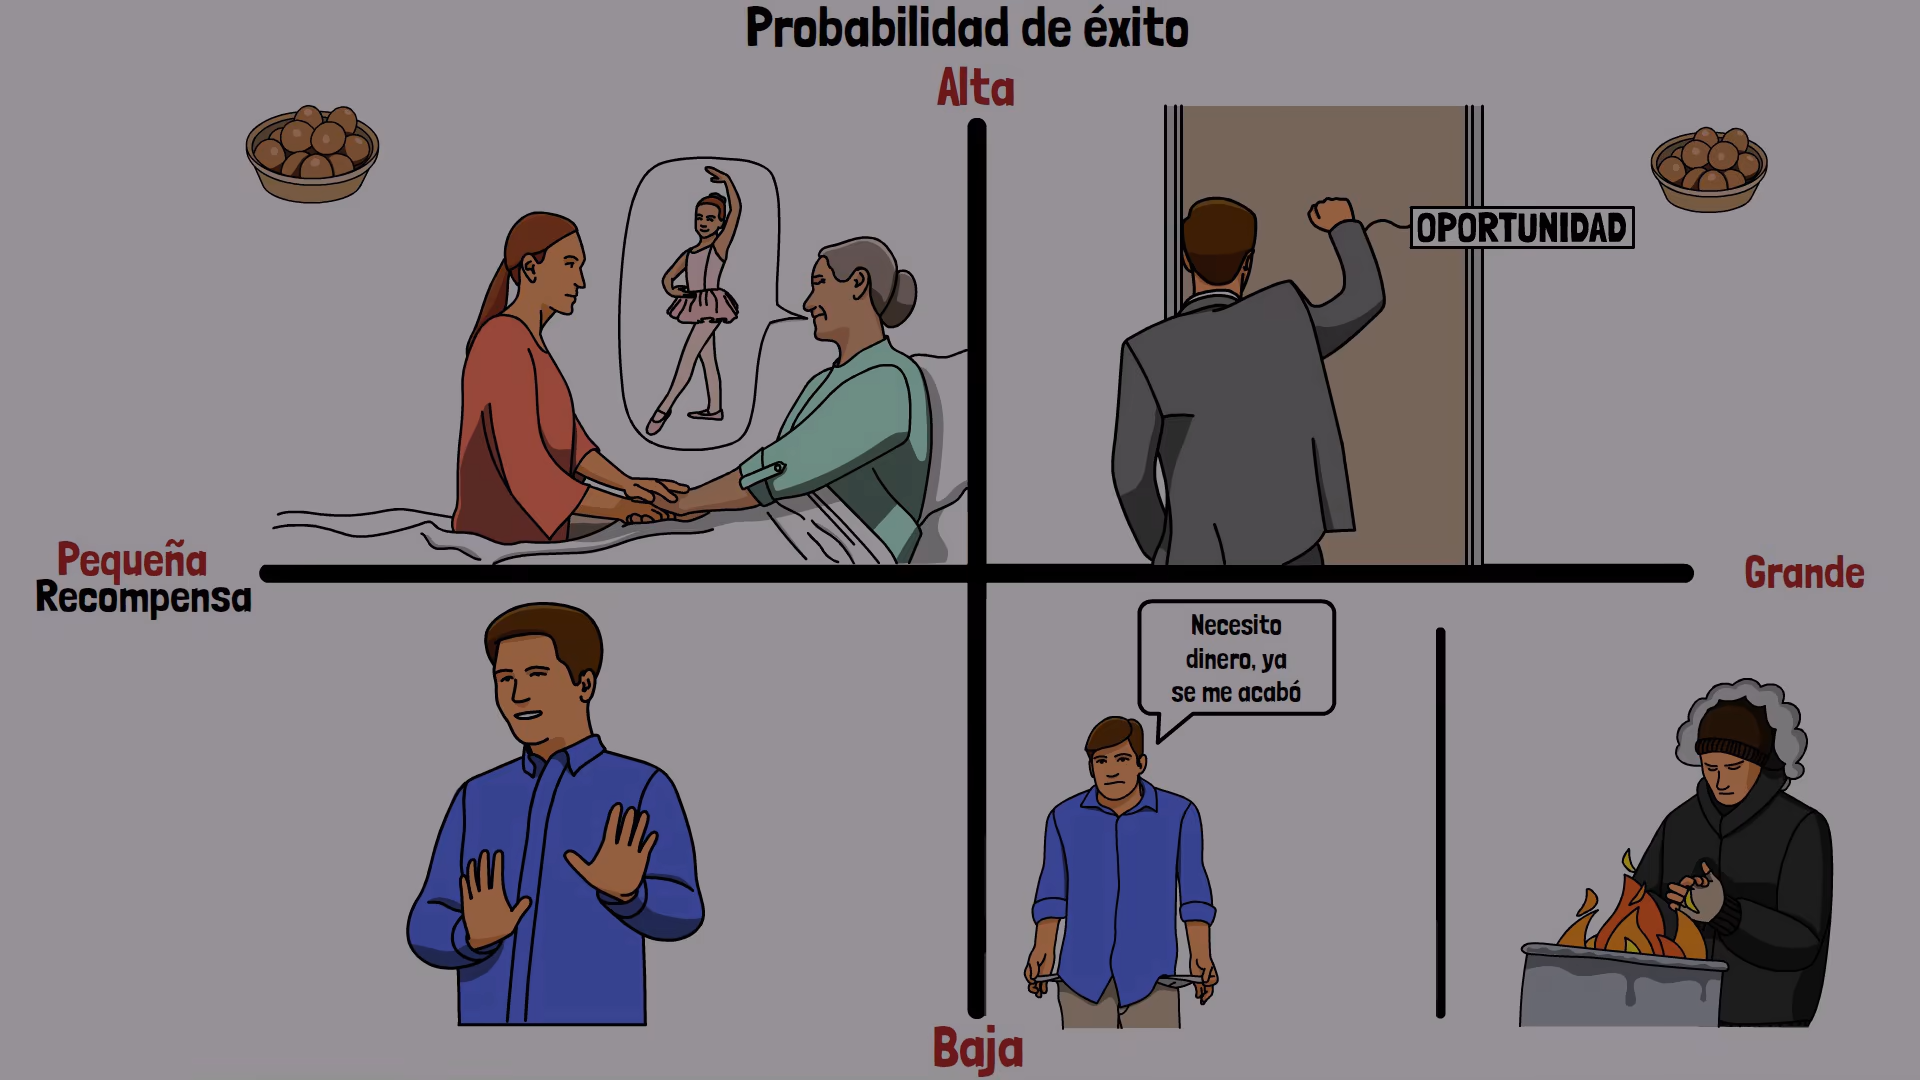 Probabilidad de éxito
Alta
OPORTUNIDAD
Pequeña
Recompensa
Grande
Necesito
dinero, ya
se me acabó
Baja